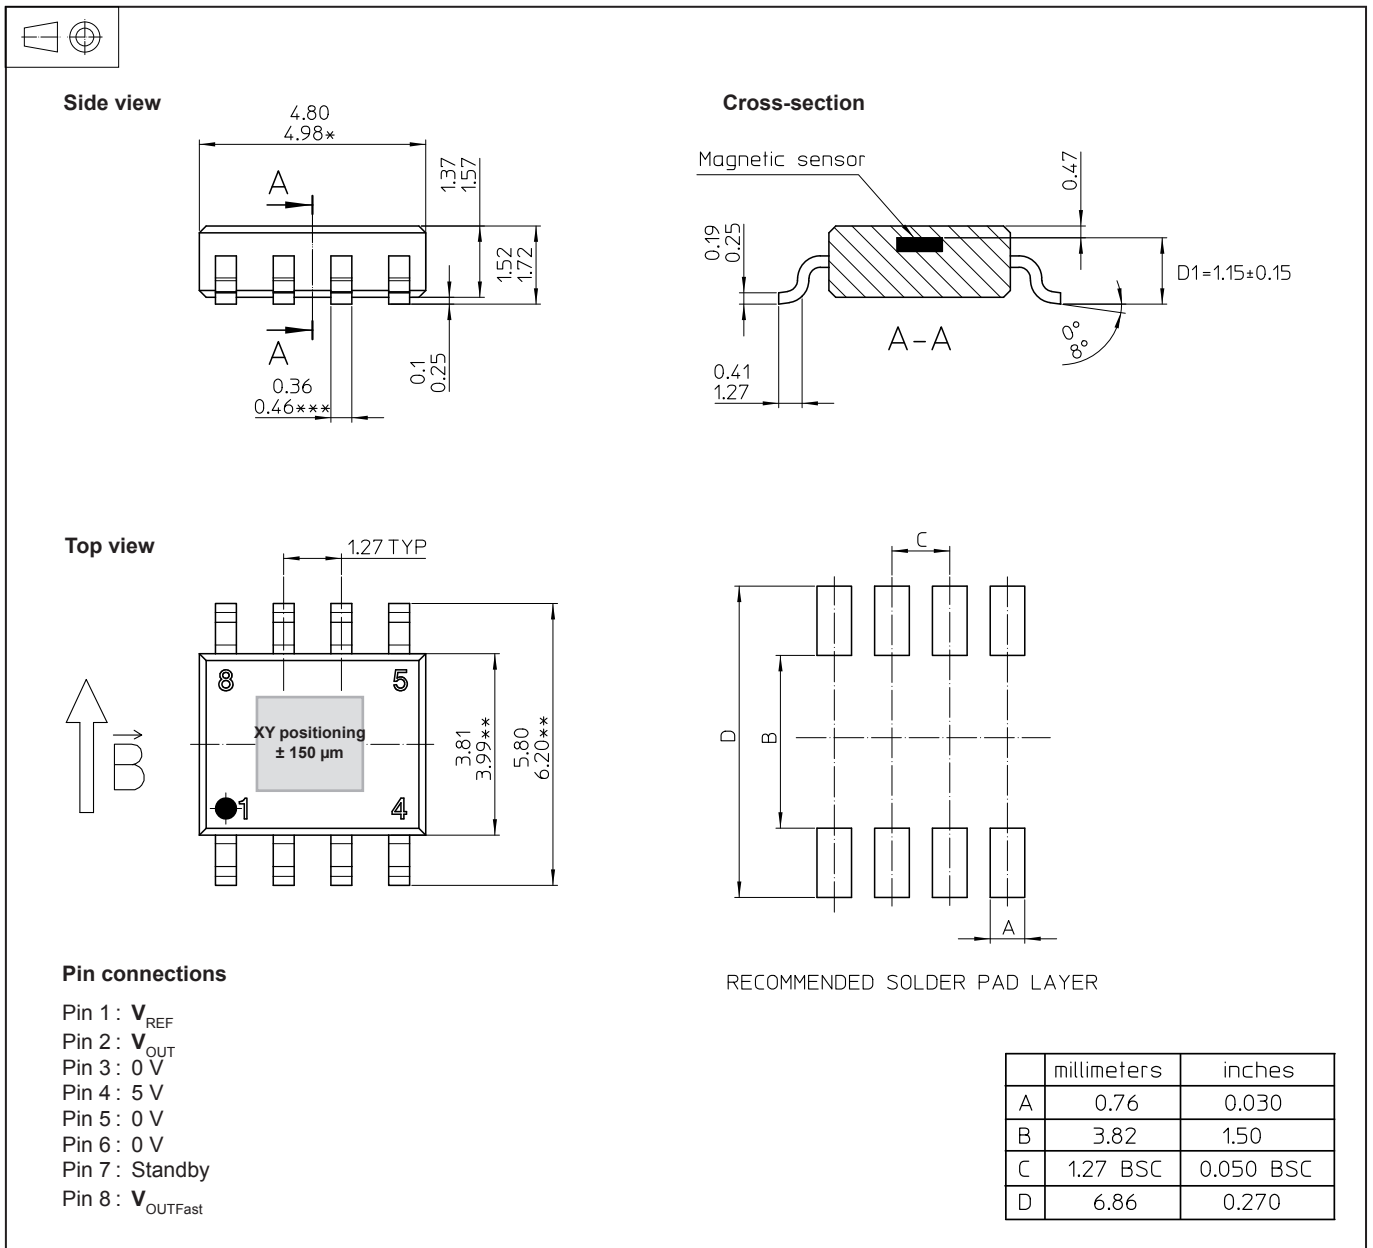 Side view
4.80
4.98*
A
1.37
1.57
1.52
1.72
A
0.36
0.46***
0.1
0.25
Cross-section
Magnetic sensor
0.47
0.19
0.25
D1=1.15±0.15
A-A
0°
8°
0.41
1.27
Top view
1.27 TYP
8
5
XY positioning
± 150 µm
B
1
4
3.81
3.99**
5.80
6.20**
C
D
B
A
RECOMMENDED SOLDER PAD LAYER
Pin connections
Pin 1 : VREF
Pin 2 : VOUT
Pin 3 : 0 V
Pin 4 : 5 V
Pin 5 : 0 V
Pin 6 : 0 V
Pin 7 : Standby
Pin 8 : VOUTFast
millimeters inches
A 0.76 0.030
B 3.82 1.50
C 1.27 BSC 0.050 BSC
D 6.86 0.270